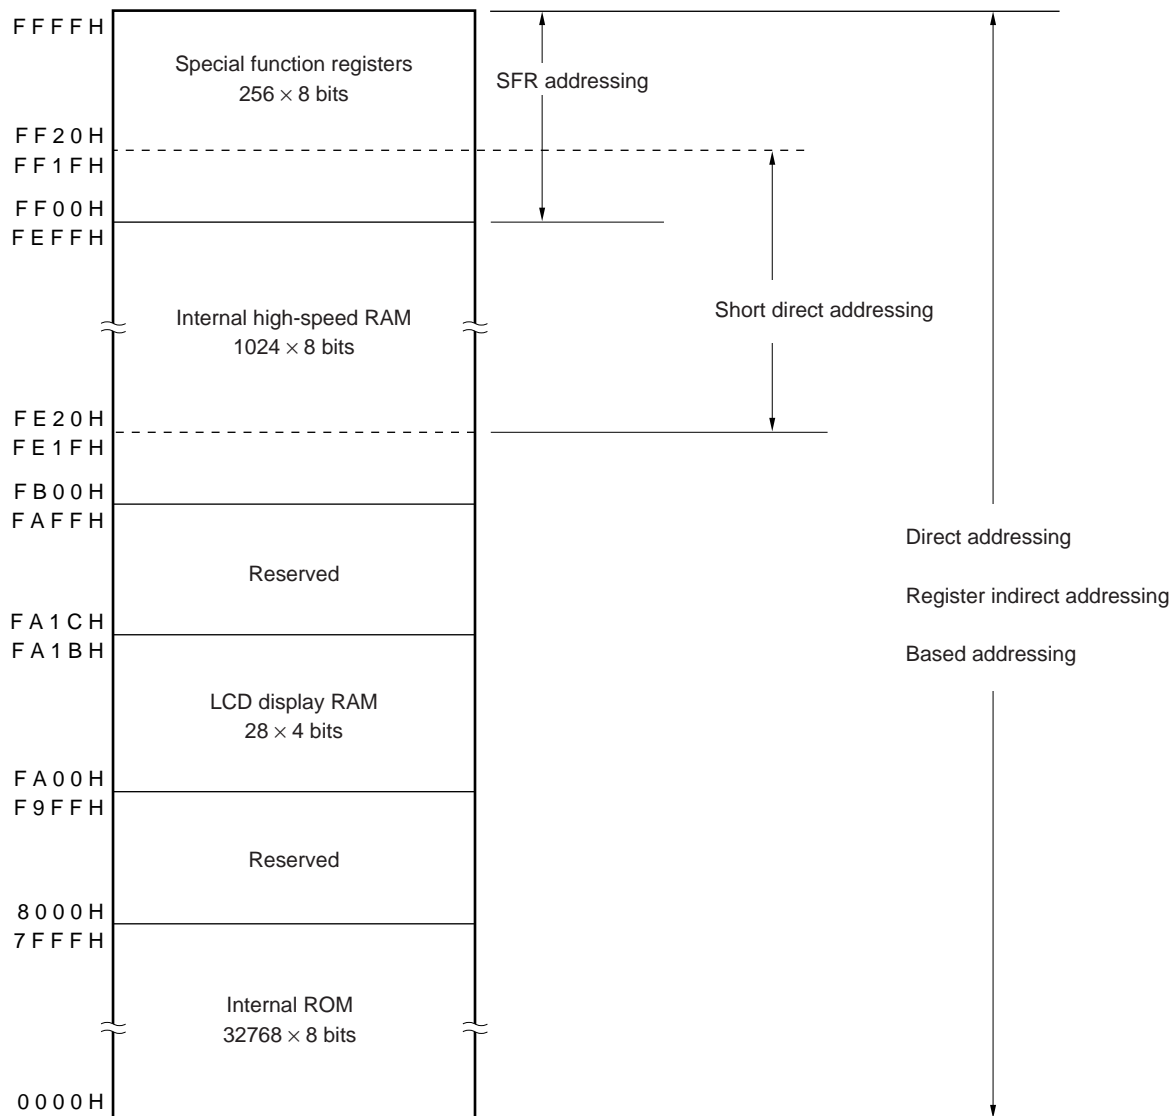 FFFFH
Special function registers
256 × 8 bits
SFR addressing
FF20H
FF1FH
FF00H
FEFFH
Internal high-speed RAM
1024 × 8 bits
Short direct addressing
FE20H
FE1FH
FB00H
FAFFH
Direct addressing
Reserved
Register indirect addressing
FA1CH
FA1BH
Based addressing
LCD display RAM
28 × 4 bits
FA00H
F9FFH
Reserved
8000H
7FFFH
Internal ROM
32768 × 8 bits
0000H